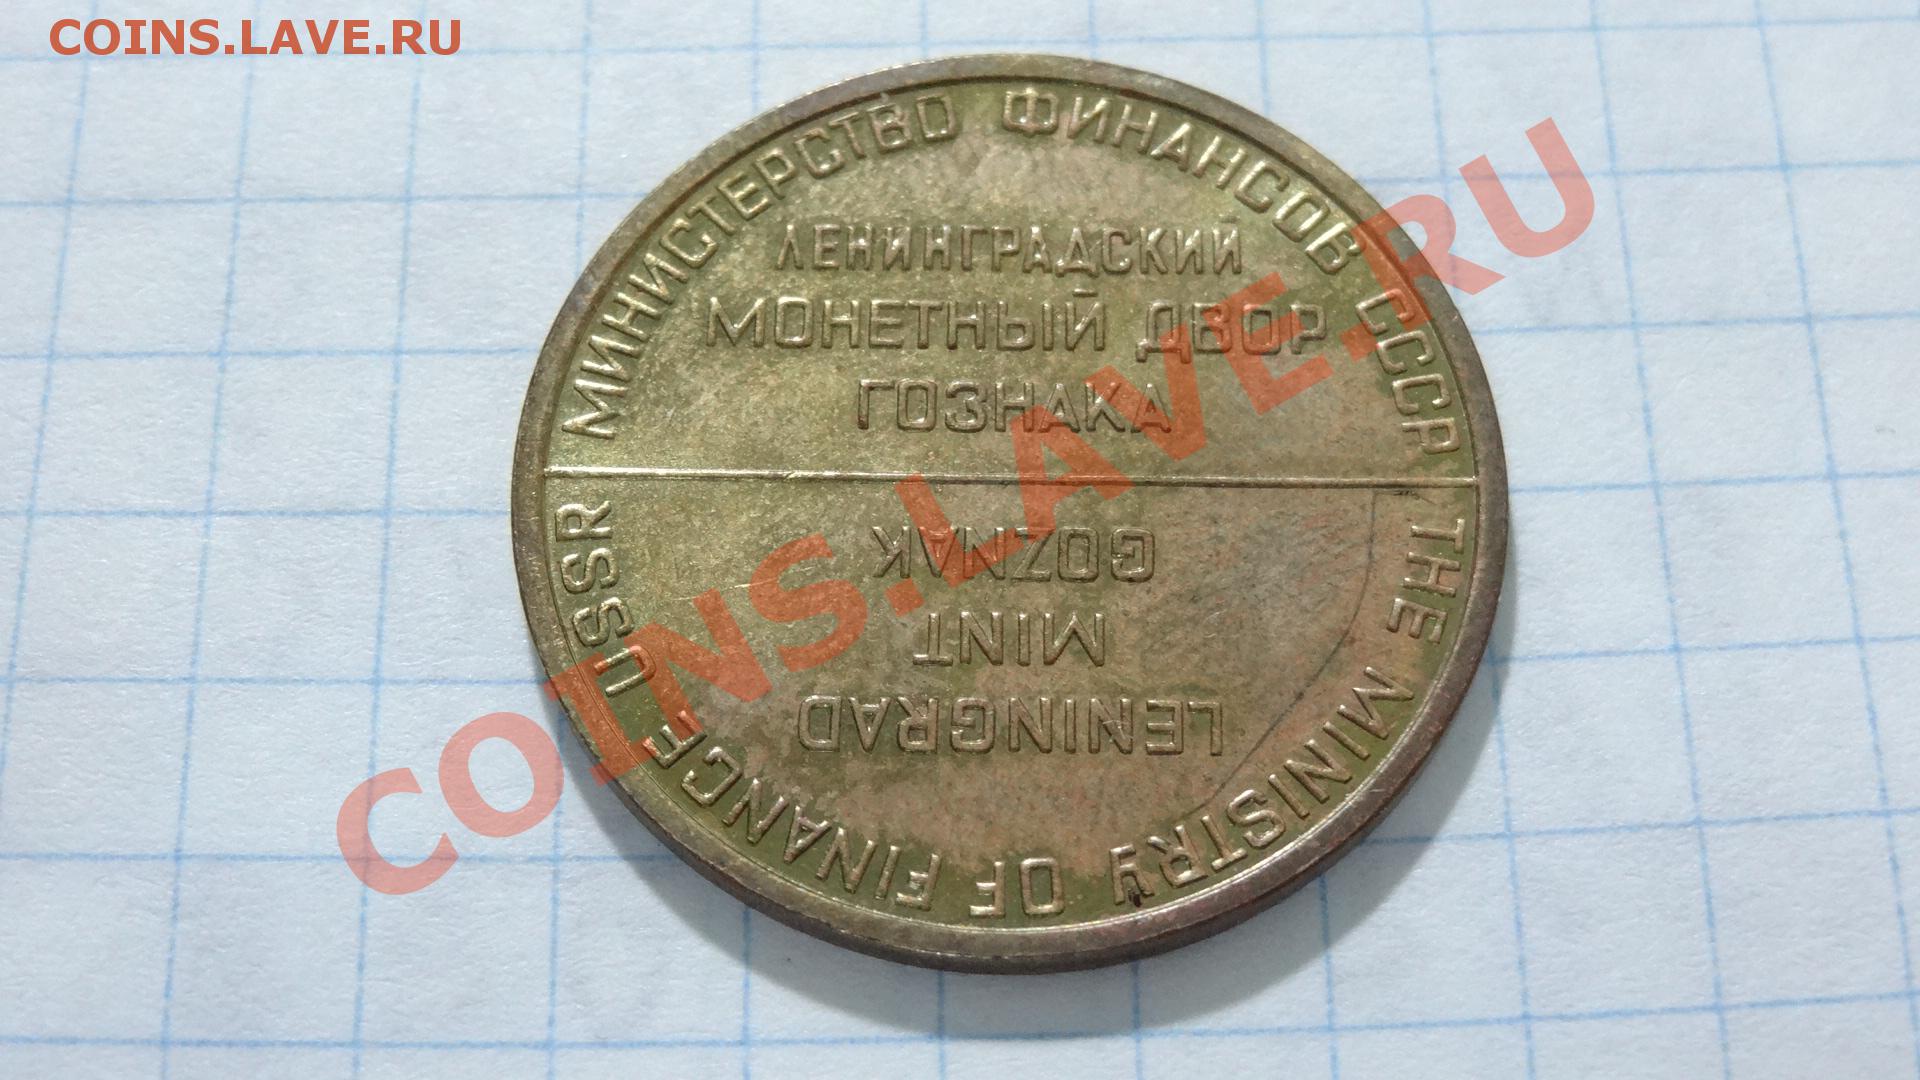 COINS.LAVE.RU
МИНИСТЕРСТВО ФИНАНСОВ СССР
ЛЕНИНГРАДСКИЙ
МОНЕТНЫЙ ДВОР
ГОЗНАКА
THE MINISTRY OF FINANCE USSR
LENINGRAD
MINT
GOZNAK
COINS.LAVE.RU